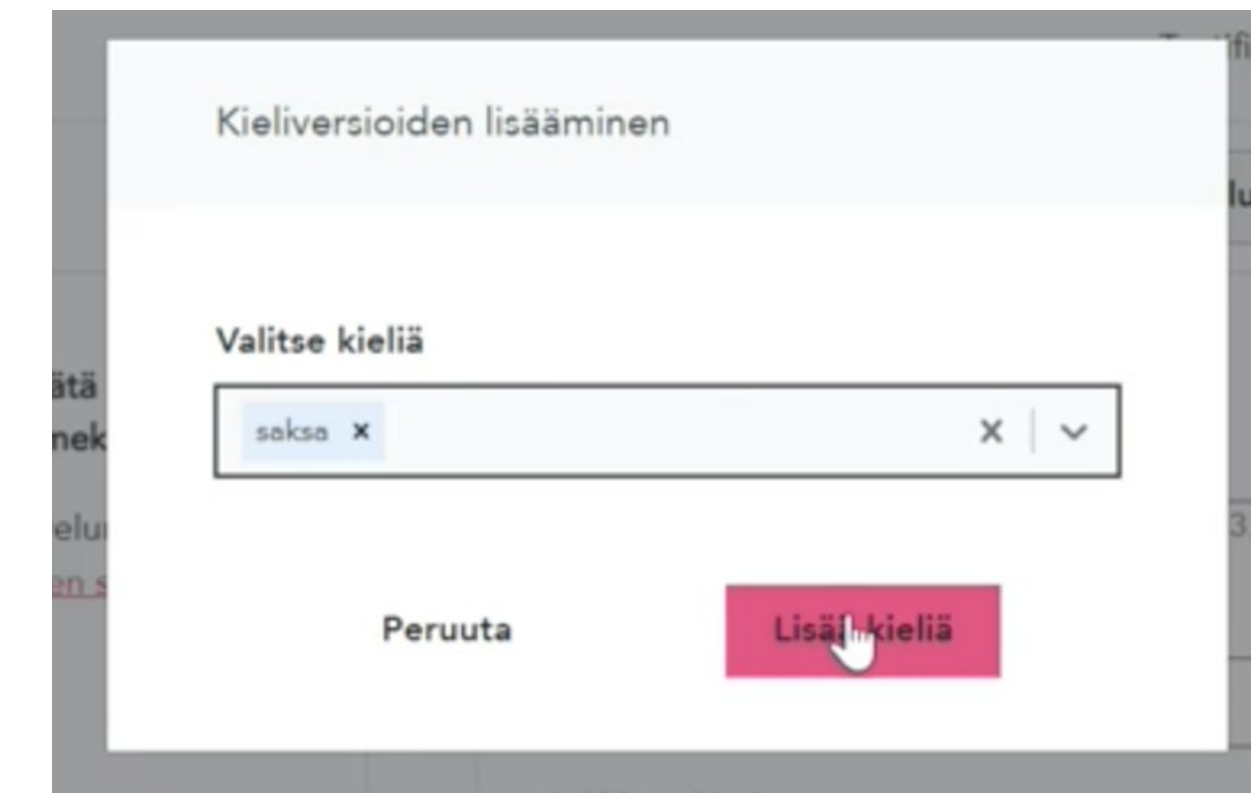 Kieliversioiden lisääminen
Valitse kieliä
saksa
Peruuta
Lisää kieliä